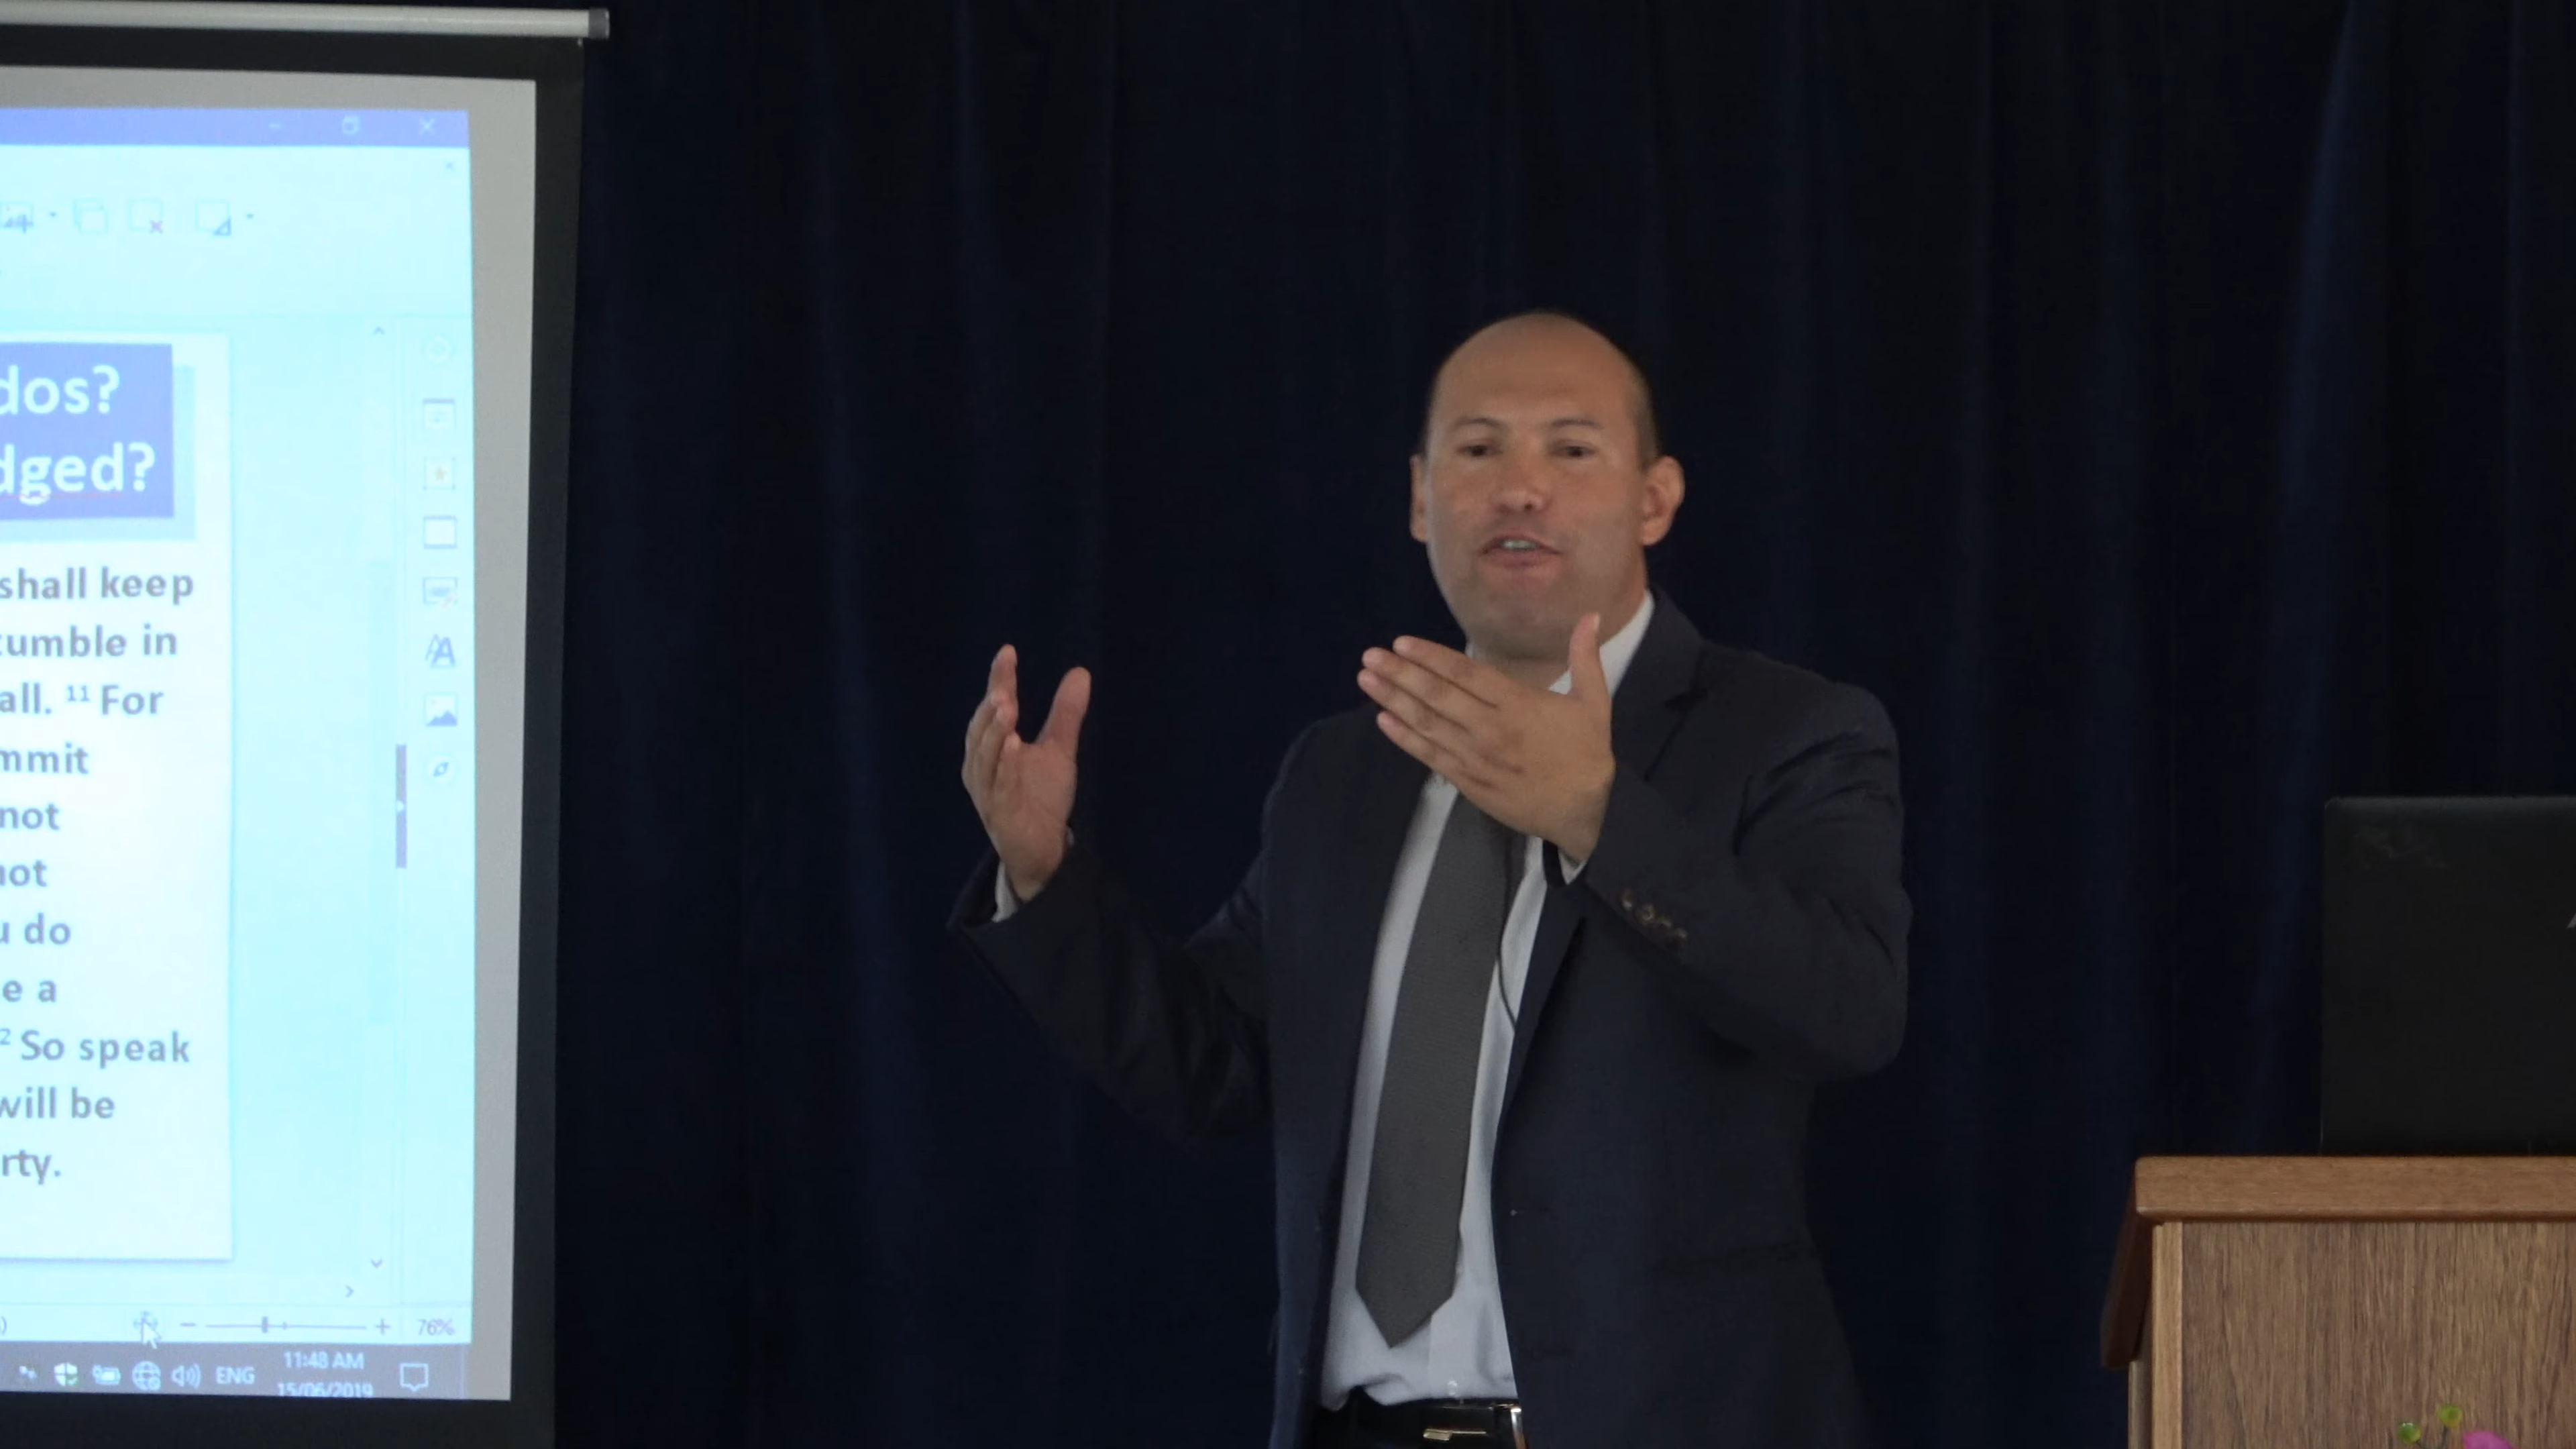 dos?
dged?
shall keep
tumble in
all. 11 For
mmit
not
not
u do
e a
2 So speak
will be
rty.
76%
ENG
11:48 AM
15/06/2019